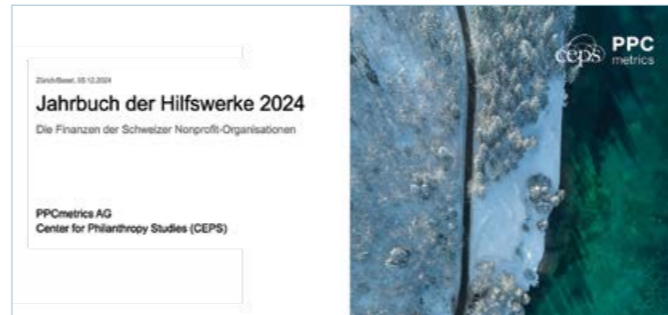 Zürich/Basel, 05.12.2024
Jahrbuch der Hilfswerke 2024
Die Finanzen der Schweizer Nonprofit-Organisationen
PPCmetrics AG
Center for Philanthropy Studies (CEPS)
ceps
PPC
metrics